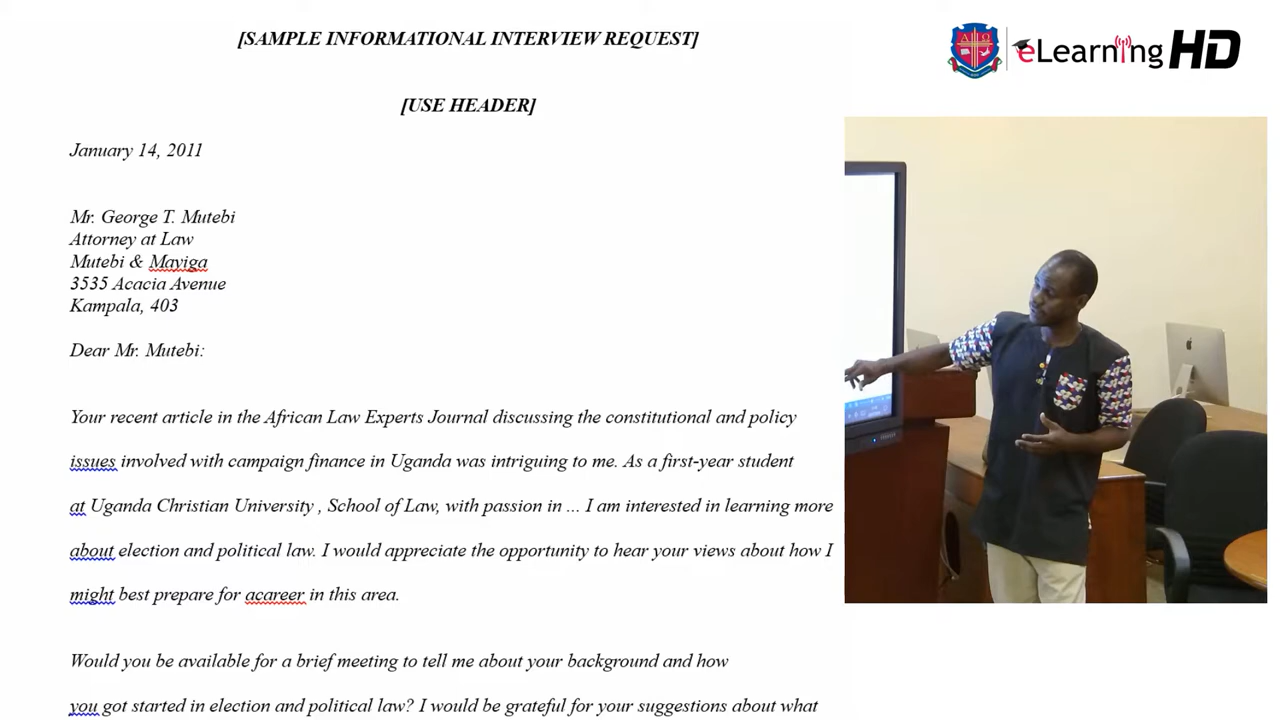 [SAMPLE INFORMATIONAL INTERVIEW REQUEST]
eLearning HD
[USE HEADER]
January 14, 2011
Mr. George T. Mutebi
Attorney at Law
Mutebi & Mayiga
3535 Acacia Avenue
Kampala, 403
Dear Mr. Mutebi:
Your recent article in the African Law Experts Journal discussing the constitutional and policy
issues involved with campaign finance in Uganda was intriguing to me. As a first-year student
at Uganda Christian University , School of Law, with passion in ... I am interested in learning more
about election and political law. I would appreciate the opportunity to hear your views about how I
might best prepare for acareer in this area.
Would you be available for a brief meeting to tell me about your background and how
you got started in election and political law? I would be grateful for your suggestions about what